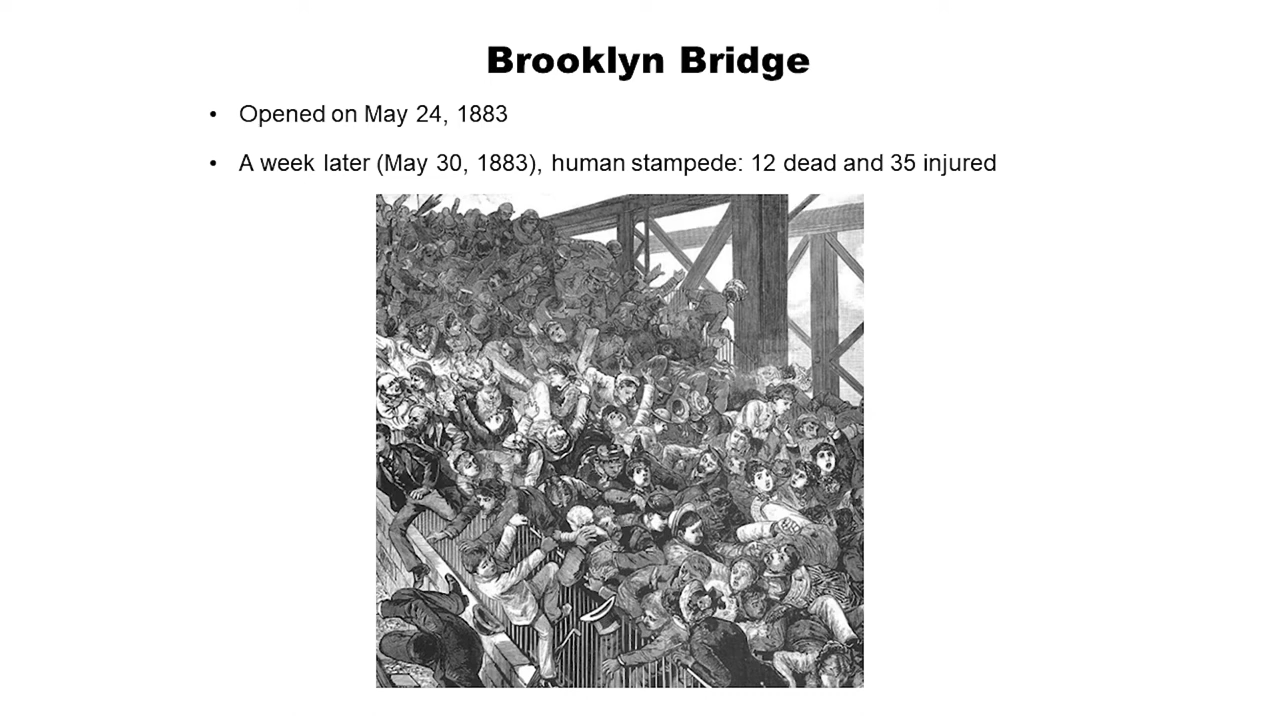 Brooklyn Bridge
• Opened on May 24, 1883
• A week later (May 30, 1883), human stampede: 12 dead and 35 injured